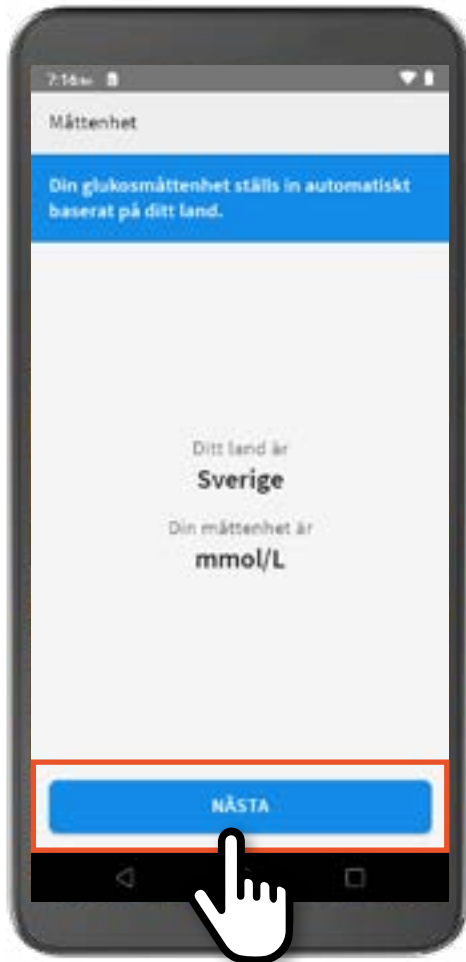 7:16
Måttenhet
Din glukosmåttenhet ställs in automatiskt
baserat på ditt land.
Ditt land är
Sverige
Din måttenhet är
mmol/L
NÄSTA